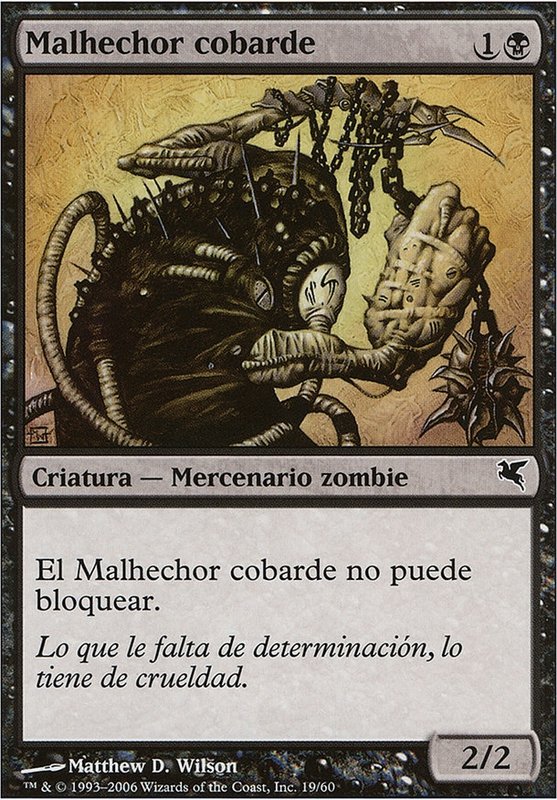 Malhechor cobarde 1
Criatura — Mercenario zombie
El Malhechor cobarde no puede
bloquear.
Lo que le falta de determinación, lo
tiene de crueldad.
2/2
Matthew D. Wilson
™ & © 1993–2006 Wizards of the Coast, Inc. 19/60